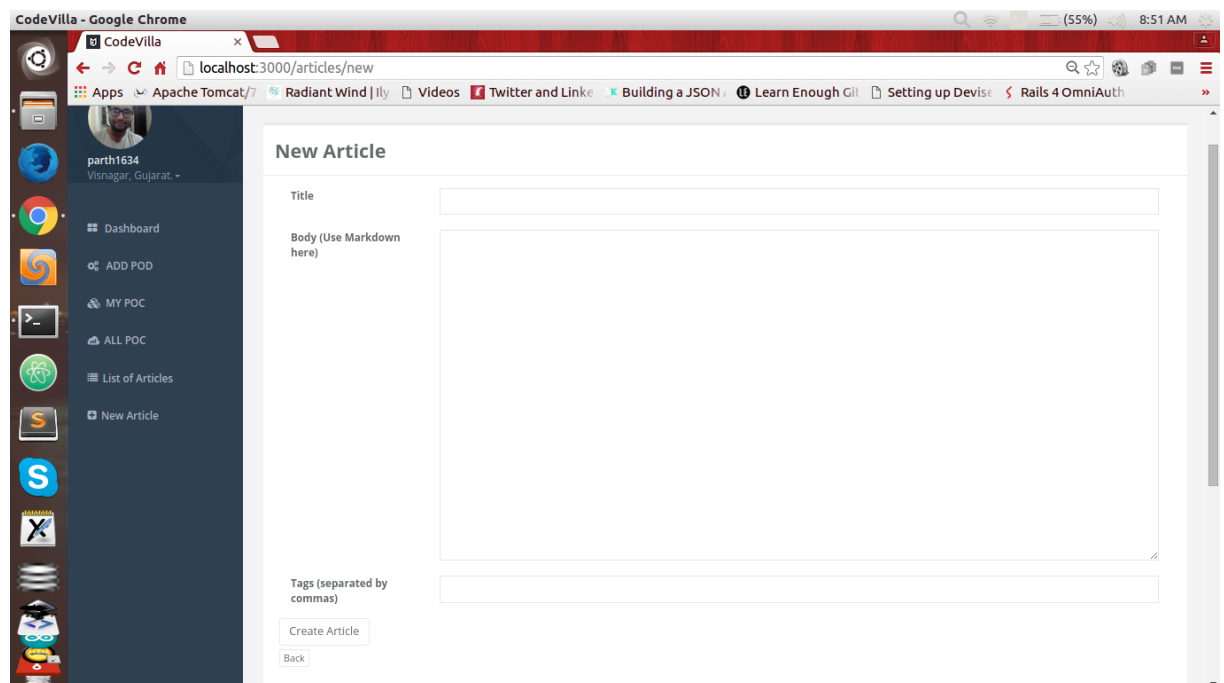 CodeVilla - Google Chrome
(55%)
8:51 AM
CodeVilla
localhost:3000/articles/new
Apps
Apache Tomcat/7
Radiant Wind | Ily
Videos
Twitter and Linke
Building a JSON
Learn Enough Git
Setting up Devise
Rails 4 OmniAuth
parth1634
Visnagar, Gujarat.
Dashboard
ADD POD
MY POC
ALL POC
List of Articles
New Article
New Article
Title
Body (Use Markdown
here)
Tags (separated by
commas)
Create Article
Back